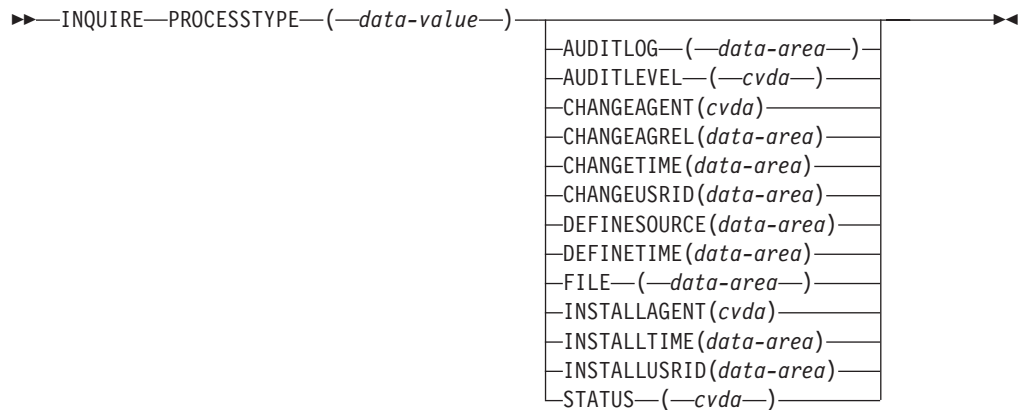 INQUIRE PROCESSTYPE ( data-value )
AUDITLOG ( data-area )
AUDITLEVEL ( cvda )
CHANGEAGENT(cvda)
CHANGEAGREL(data-area)
CHANGETIME(data-area)
CHANGEUSRID(data-area)
DEFINESOURCE(data-area)
DEFINETIME(data-area)
FILE ( data-area )
INSTALLAGENT(cvda)
INSTALLTIME(data-area)
INSTALLUSRID(data-area)
STATUS ( cvda )